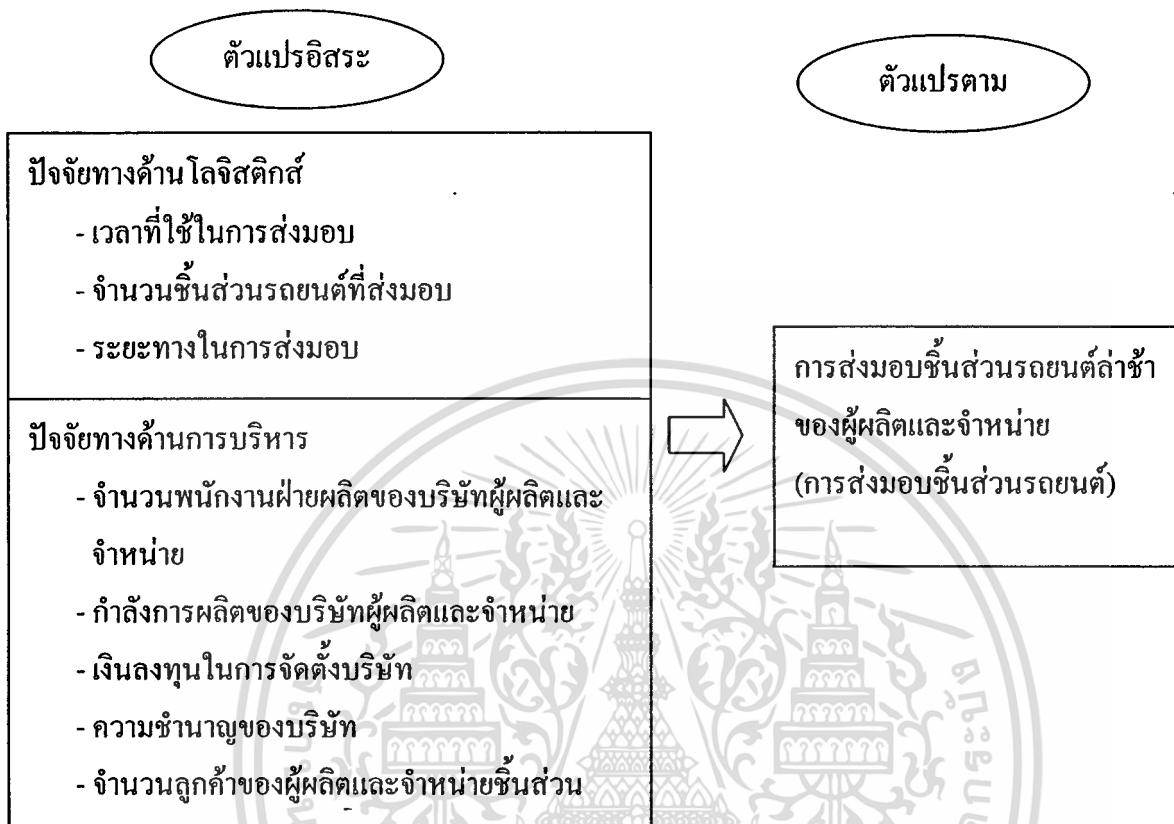 ตัวแปรอิสระ
ตัวแปรตาม
ปัจจัยทางด้านโลจิสติกส์
- เวลาที่ใช้ในการส่งมอบ
- จำนวนชิ้นส่วนรถยนต์ที่ส่งมอบ
- ระยะทางในการส่งมอบ
ปัจจัยทางด้านการบริหาร
- จำนวนพนักงานฝ่ายผลิตของบริษัทผู้ผลิตและ
จำหน่าย
- กำลังการผลิตของบริษัทผู้ผลิตและจำหน่าย
- เงินลงทุนในการจัดตั้งบริษัท
- ความชำนาญของบริษัท
- จำนวนลูกค้าของผู้ผลิตและจำหน่ายชิ้นส่วน
การส่งมอบชิ้นส่วนรถยนต์ล่าช้า
ของผู้ผลิตและจำหน่าย
(การส่งมอบชิ้นส่วนรถยนต์)